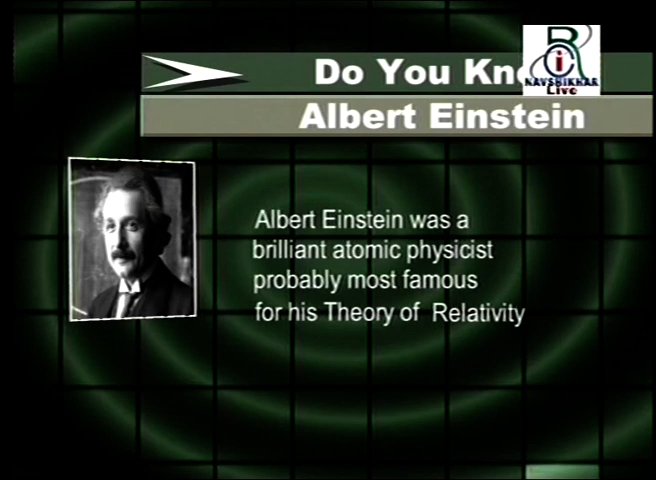 Do You Kn
NAVSHIKHAR
Live
Albert Einstein
Albert Einstein was a
brilliant atomic physicist
probably most famous
for his Theory of Relativity